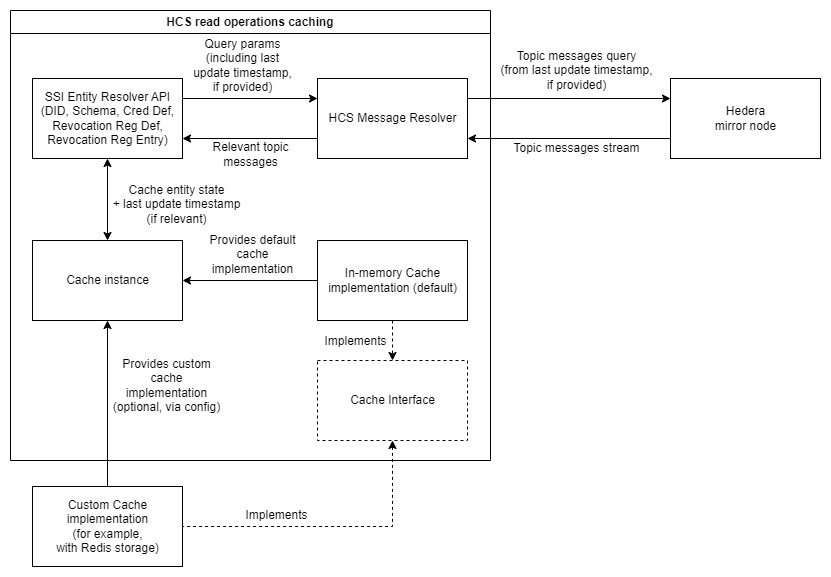 HCS read operations caching
Query params
(including last
update timestamp,
if provided)
Topic messages query
(from last update timestamp,
if provided)
SSI Entity Resolver API
(DID, Schema, Cred Def,
Revocation Reg Def,
Revocation Reg Entry)
HCS Message Resolver
Hedera
mirror node
Relevant topic
messages
Topic messages stream
Cache entity state
+ last update timestamp
(if relevant)
Provides default
cache
implementation
Cache instance
In-memory Cache
implementation (default)
Implements
Provides custom
cache
implementation
(optional, via config)
Cache Interface
Custom Cache
implementation
(for example,
with Redis storage)
Implements